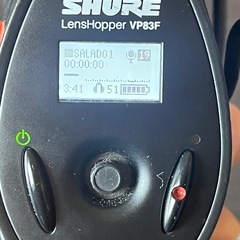 SHURE
LensHopper VP83F
SALAD01 19
00:00:00
3:41 51